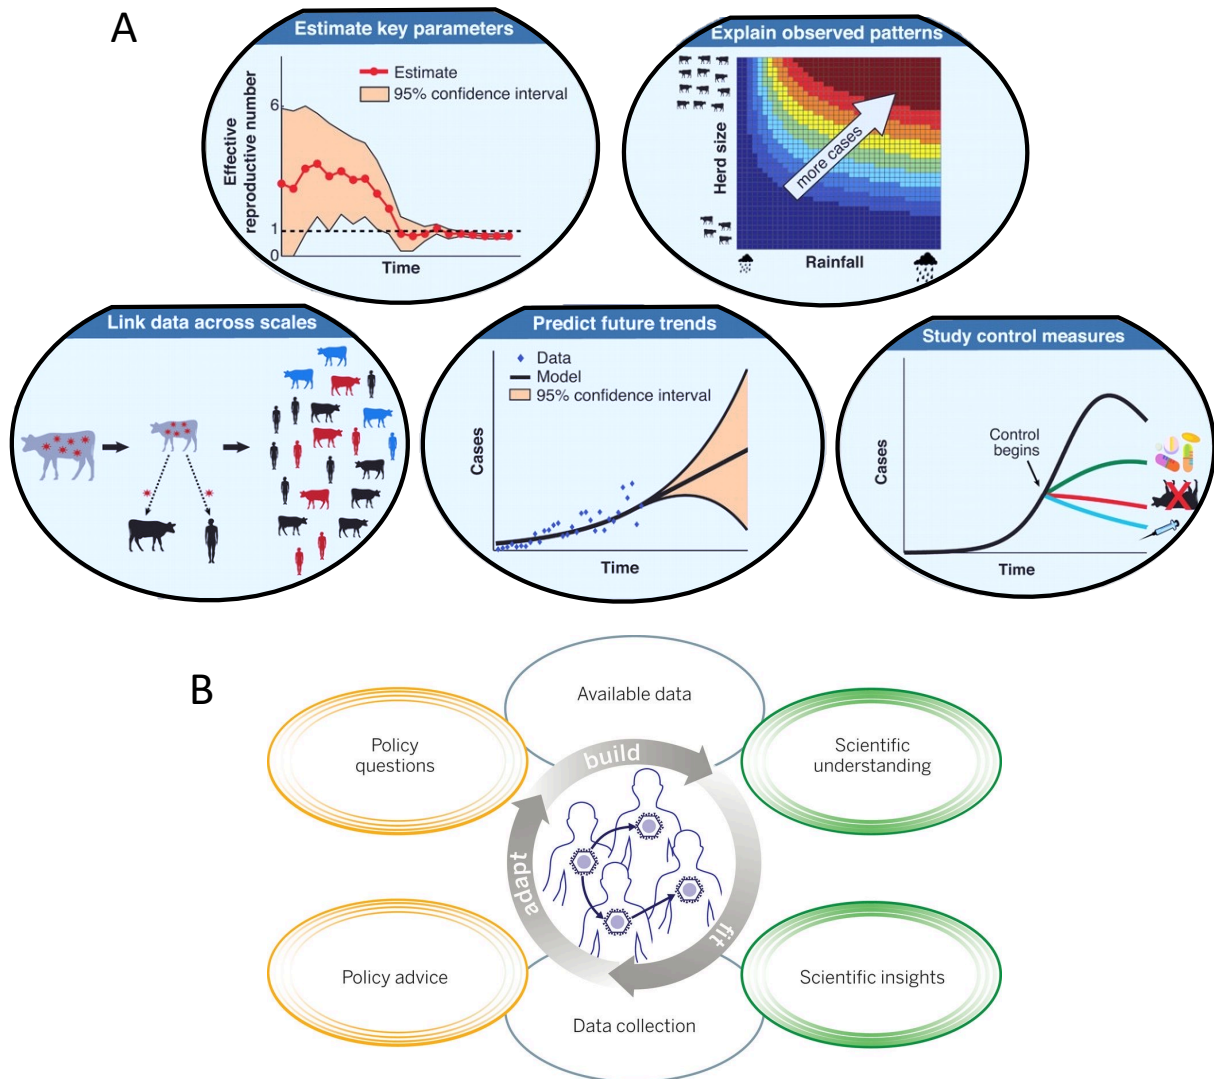 A
Estimate key parameters
Effective
reproductive number
6
1
0
Estimate
95% confidence interval
Time
Explain observed patterns
Herd size
more cases
Rainfall
Link data across scales
Predict future trends
Cases
Data
Model
95% confidence interval
Time
Study control measures
Cases
Control
begins
Time
B
Available data
Policy
questions
Scientific
understanding
build
adapt
fit
Policy advice
Scientific insights
Data collection